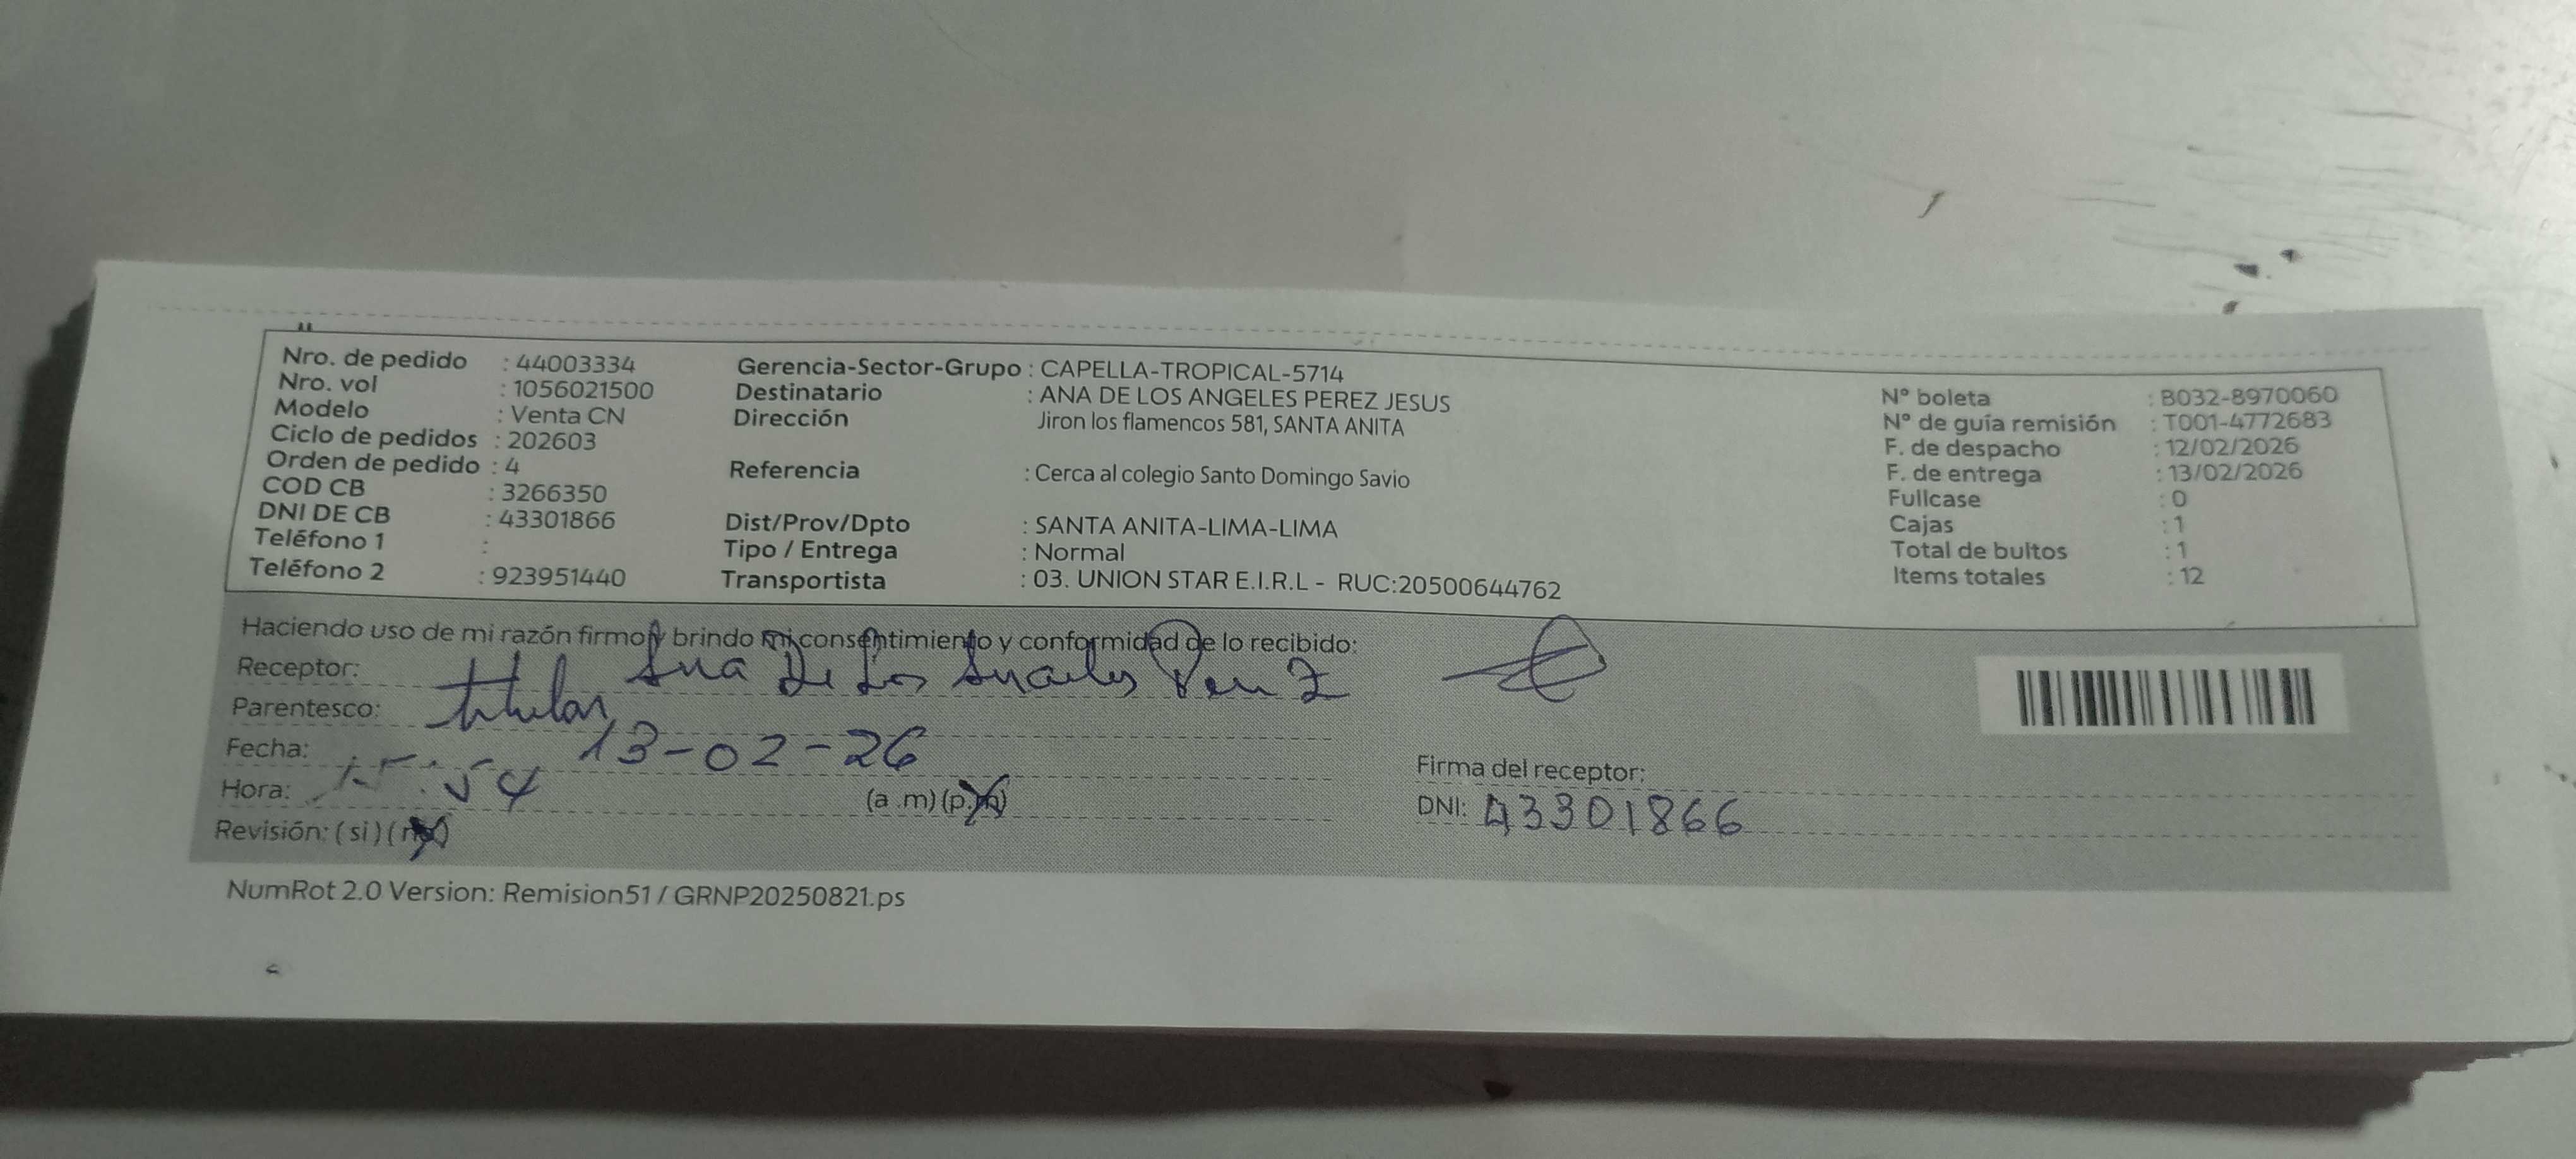 Nro. de pedido : 44003334
Nro. vol : 1056021500
Modelo : Venta CN
Ciclo de pedidos : 202603
Orden de pedido : 4
COD CB : 3266350
DNI DE CB : 43301866
Teléfono 1 :
Teléfono 2 : 923951440
Gerencia-Sector-Grupo : CAPELLA-TROPICAL-5714
Destinatario : ANA DE LOS ANGELES PEREZ JESUS
Dirección Jiron los flamencos 581, SANTA ANITA
Referencia : Cerca al colegio Santo Domingo Savio
Dist/Prov/Dpto : SANTA ANITA-LIMA-LIMA
Tipo / Entrega : Normal
Transportista : 03. UNION STAR E.I.R.L - RUC:20500644762
N° boleta : B032-8970060
N° de guía remisión : T001-4772683
F. de despacho : 12/02/2026
F. de entrega : 13/02/2026
Fullcase : 0
Cajas : 1
Total de bultos : 1
Items totales : 12
Haciendo uso de mi razón firmo y brindo mi consentimiento y conformidad de lo recibido:
Receptor: Ana De Los
Parentesco: titular
Fecha: 13-02-26
Hora: 15:54 (a .m) (p.m)
Revisión: (si) (no)
Firma del receptor:
DNI: 43301866
NumRot 2.0 Version: Remision51 / GRNP20250821.ps